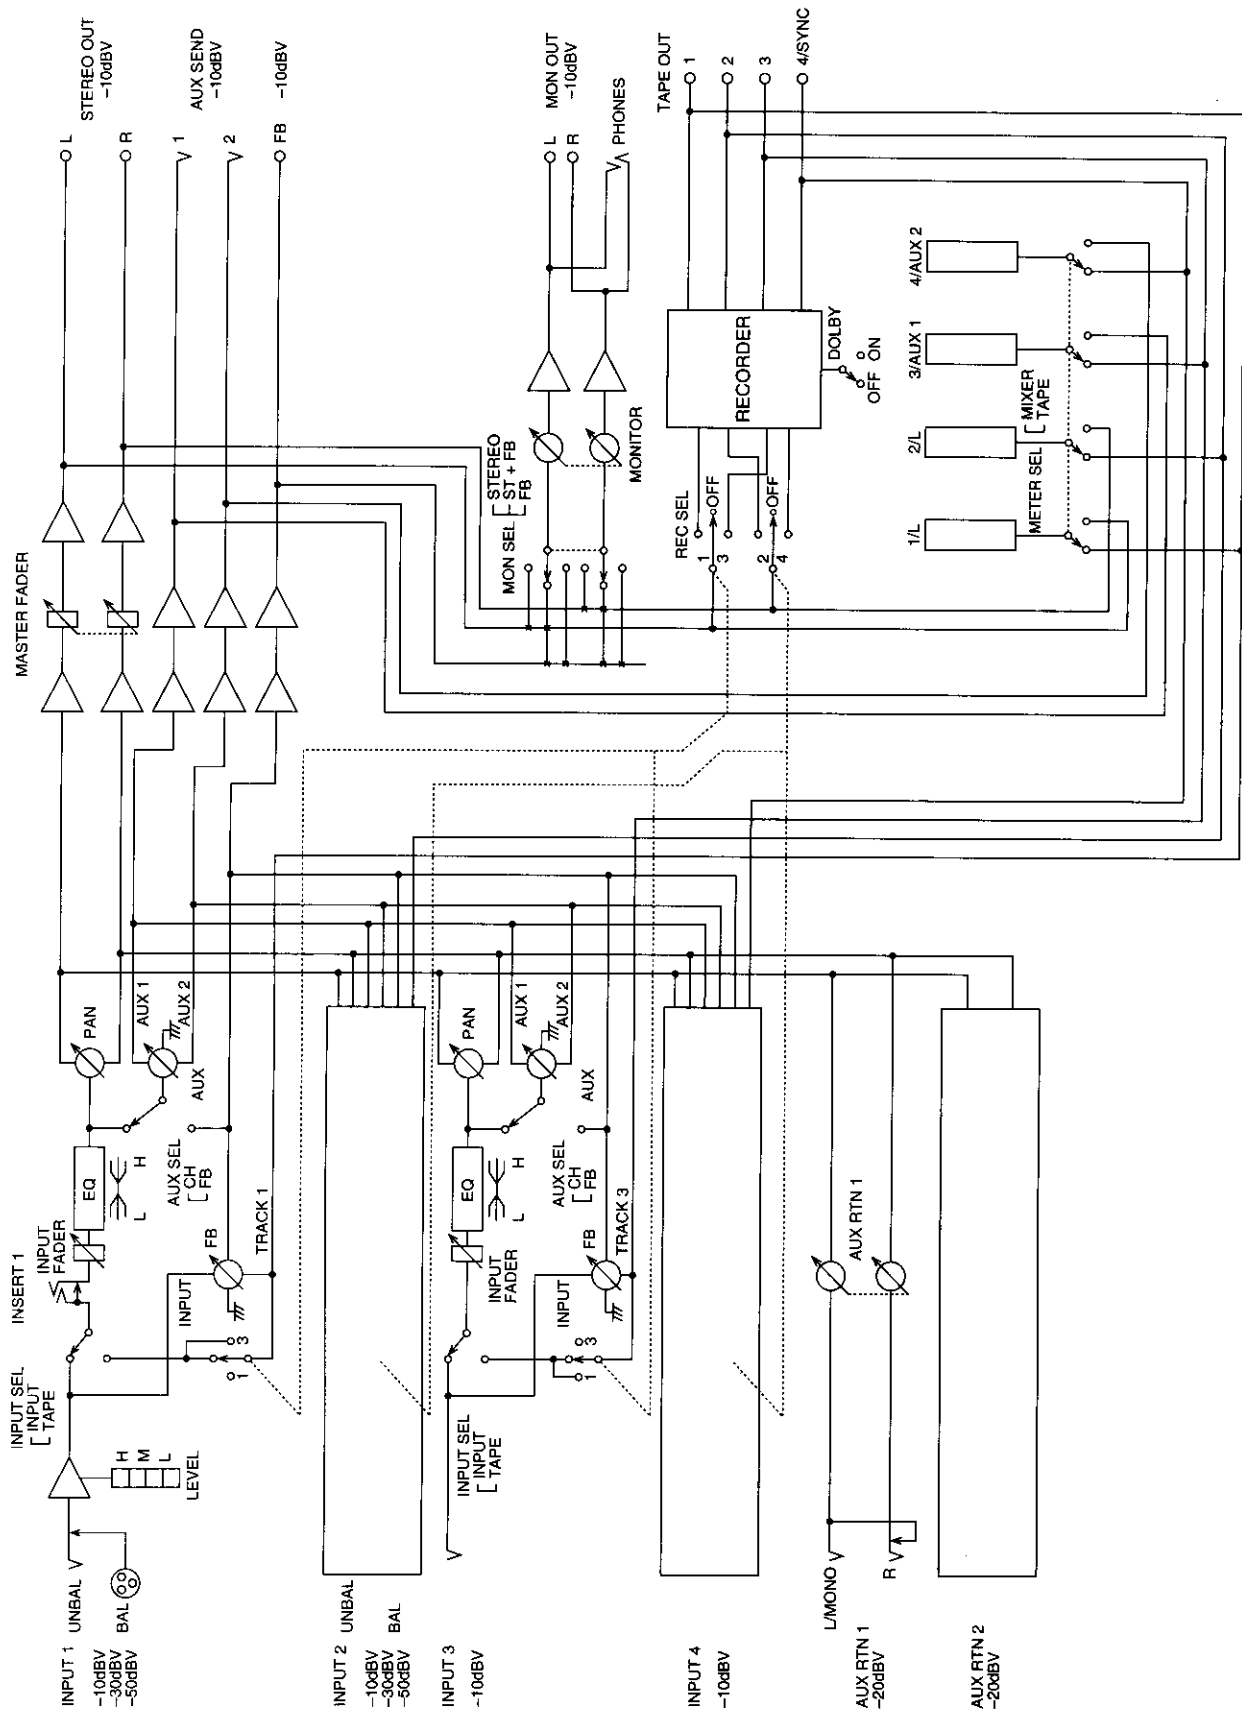 INPUT 1
UNBAL
BAL
-10dBV
-30dBV
-50dBV
LEVEL
H
M
L
INPUT SEL
[ INPUT
TAPE
INSERT 1
INPUT
FADER
EQ
L
H
PAN
AUX 1
AUX 2
AUX
AUX SEL
[ CH
FB
INPUT
FB
TRACK 1
1
3
MASTER FADER
STEREO OUT
-10dBV
L
R
AUX SEND
-10dBV
1
2
FB
-10dBV
INPUT 2
UNBAL
BAL
-10dBV
-30dBV
-50dBV
INPUT 3
-10dBV
INPUT SEL
[ INPUT
TAPE
INPUT
FADER
EQ
L
H
PAN
AUX 1
AUX 2
AUX
AUX SEL
[ CH
FB
INPUT
FB
TRACK 3
1
3
MON SEL
[ STEREO
ST + FB
FB
MONITOR
MON OUT
-10dBV
L
R
PHONES
REC SEL
1
3
OFF
2
4
OFF
RECORDER
DOLBY
OFF
ON
TAPE OUT
1
2
3
4/SYNC
INPUT 4
-10dBV
1/L
2/L
3/AUX 1
4/AUX 2
METER SEL
[ MIXER
TAPE
AUX RTN 1
-20dBV
L/MONO
R
AUX RTN 1
AUX RTN 2
-20dBV